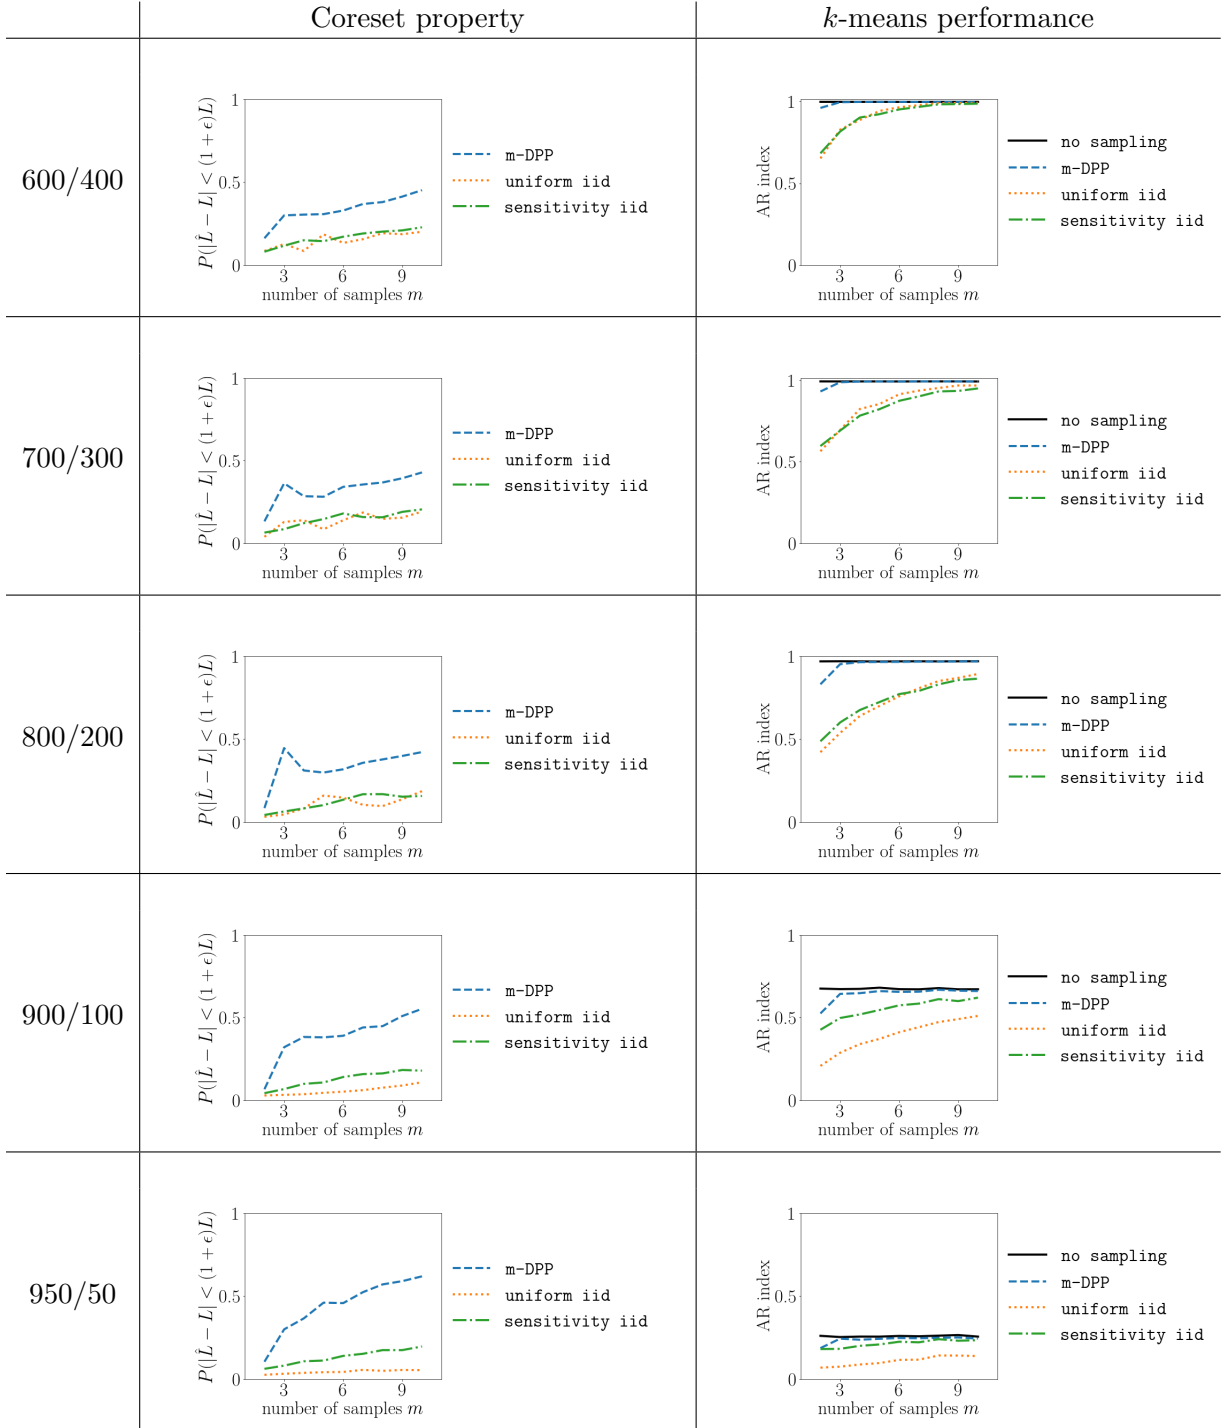 Coreset property
k-means performance
600/400
P(|L̂ − L| < (1 + ϵ)L)
1
0.5
0
3 6 9
number of samples m
m-DPP
uniform iid
sensitivity iid
AR index
1
0.5
0
3 6 9
number of samples m
no sampling
m-DPP
uniform iid
sensitivity iid
700/300
P(|L̂ − L| < (1 + ϵ)L)
1
0.5
0
3 6 9
number of samples m
m-DPP
uniform iid
sensitivity iid
AR index
1
0.5
0
3 6 9
number of samples m
no sampling
m-DPP
uniform iid
sensitivity iid
800/200
P(|L̂ − L| < (1 + ϵ)L)
1
0.5
0
3 6 9
number of samples m
m-DPP
uniform iid
sensitivity iid
AR index
1
0.5
0
3 6 9
number of samples m
no sampling
m-DPP
uniform iid
sensitivity iid
900/100
P(|L̂ − L| < (1 + ϵ)L)
1
0.5
0
3 6 9
number of samples m
m-DPP
uniform iid
sensitivity iid
AR index
1
0.5
0
3 6 9
number of samples m
no sampling
m-DPP
uniform iid
sensitivity iid
950/50
P(|L̂ − L| < (1 + ϵ)L)
1
0.5
0
3 6 9
number of samples m
m-DPP
uniform iid
sensitivity iid
AR index
1
0.5
0
3 6 9
number of samples m
no sampling
m-DPP
uniform iid
sensitivity iid